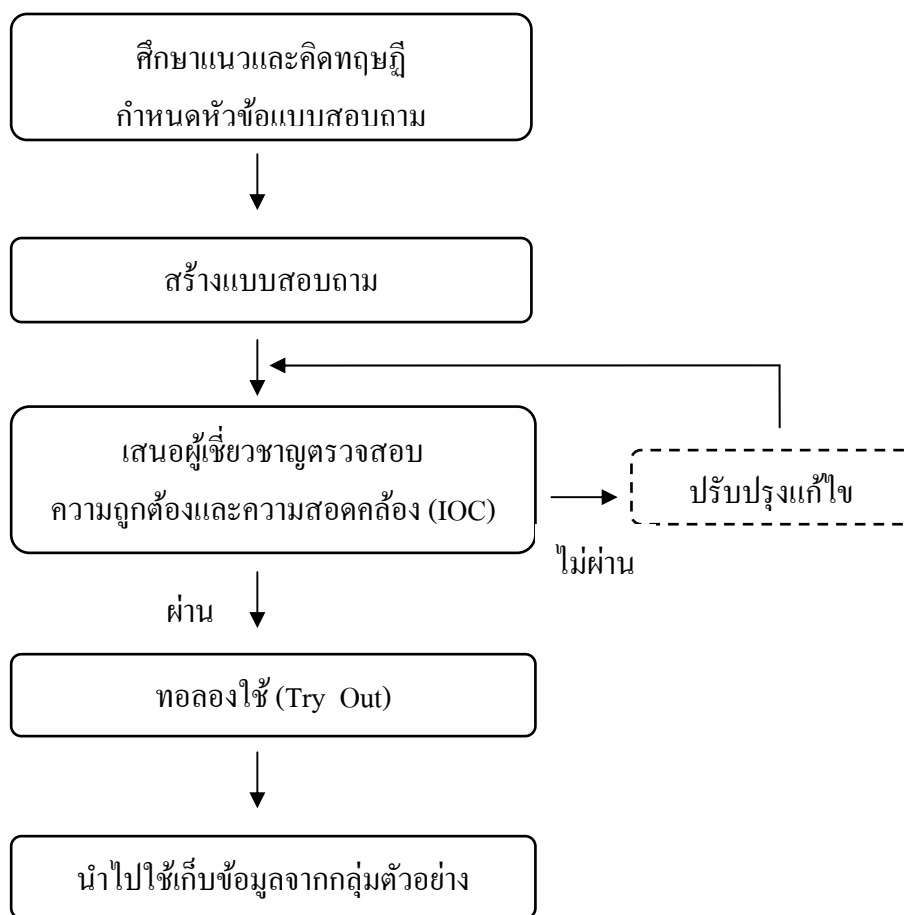 ศึกษาแนวและคิดทฤษฎี
กำหนดหัวข้อแบบสอบถาม
สร้างแบบสอบถาม
เสนอผู้เชี่ยวชาญตรวจสอบ
ความถูกต้องและความสอดคล้อง (IOC)
ปรับปรุงแก้ไข
ไม่ผ่าน
ผ่าน
ทอลองใช้ (Try Out)
นำไปใช้เก็บข้อมูลจากกลุ่มตัวอย่าง